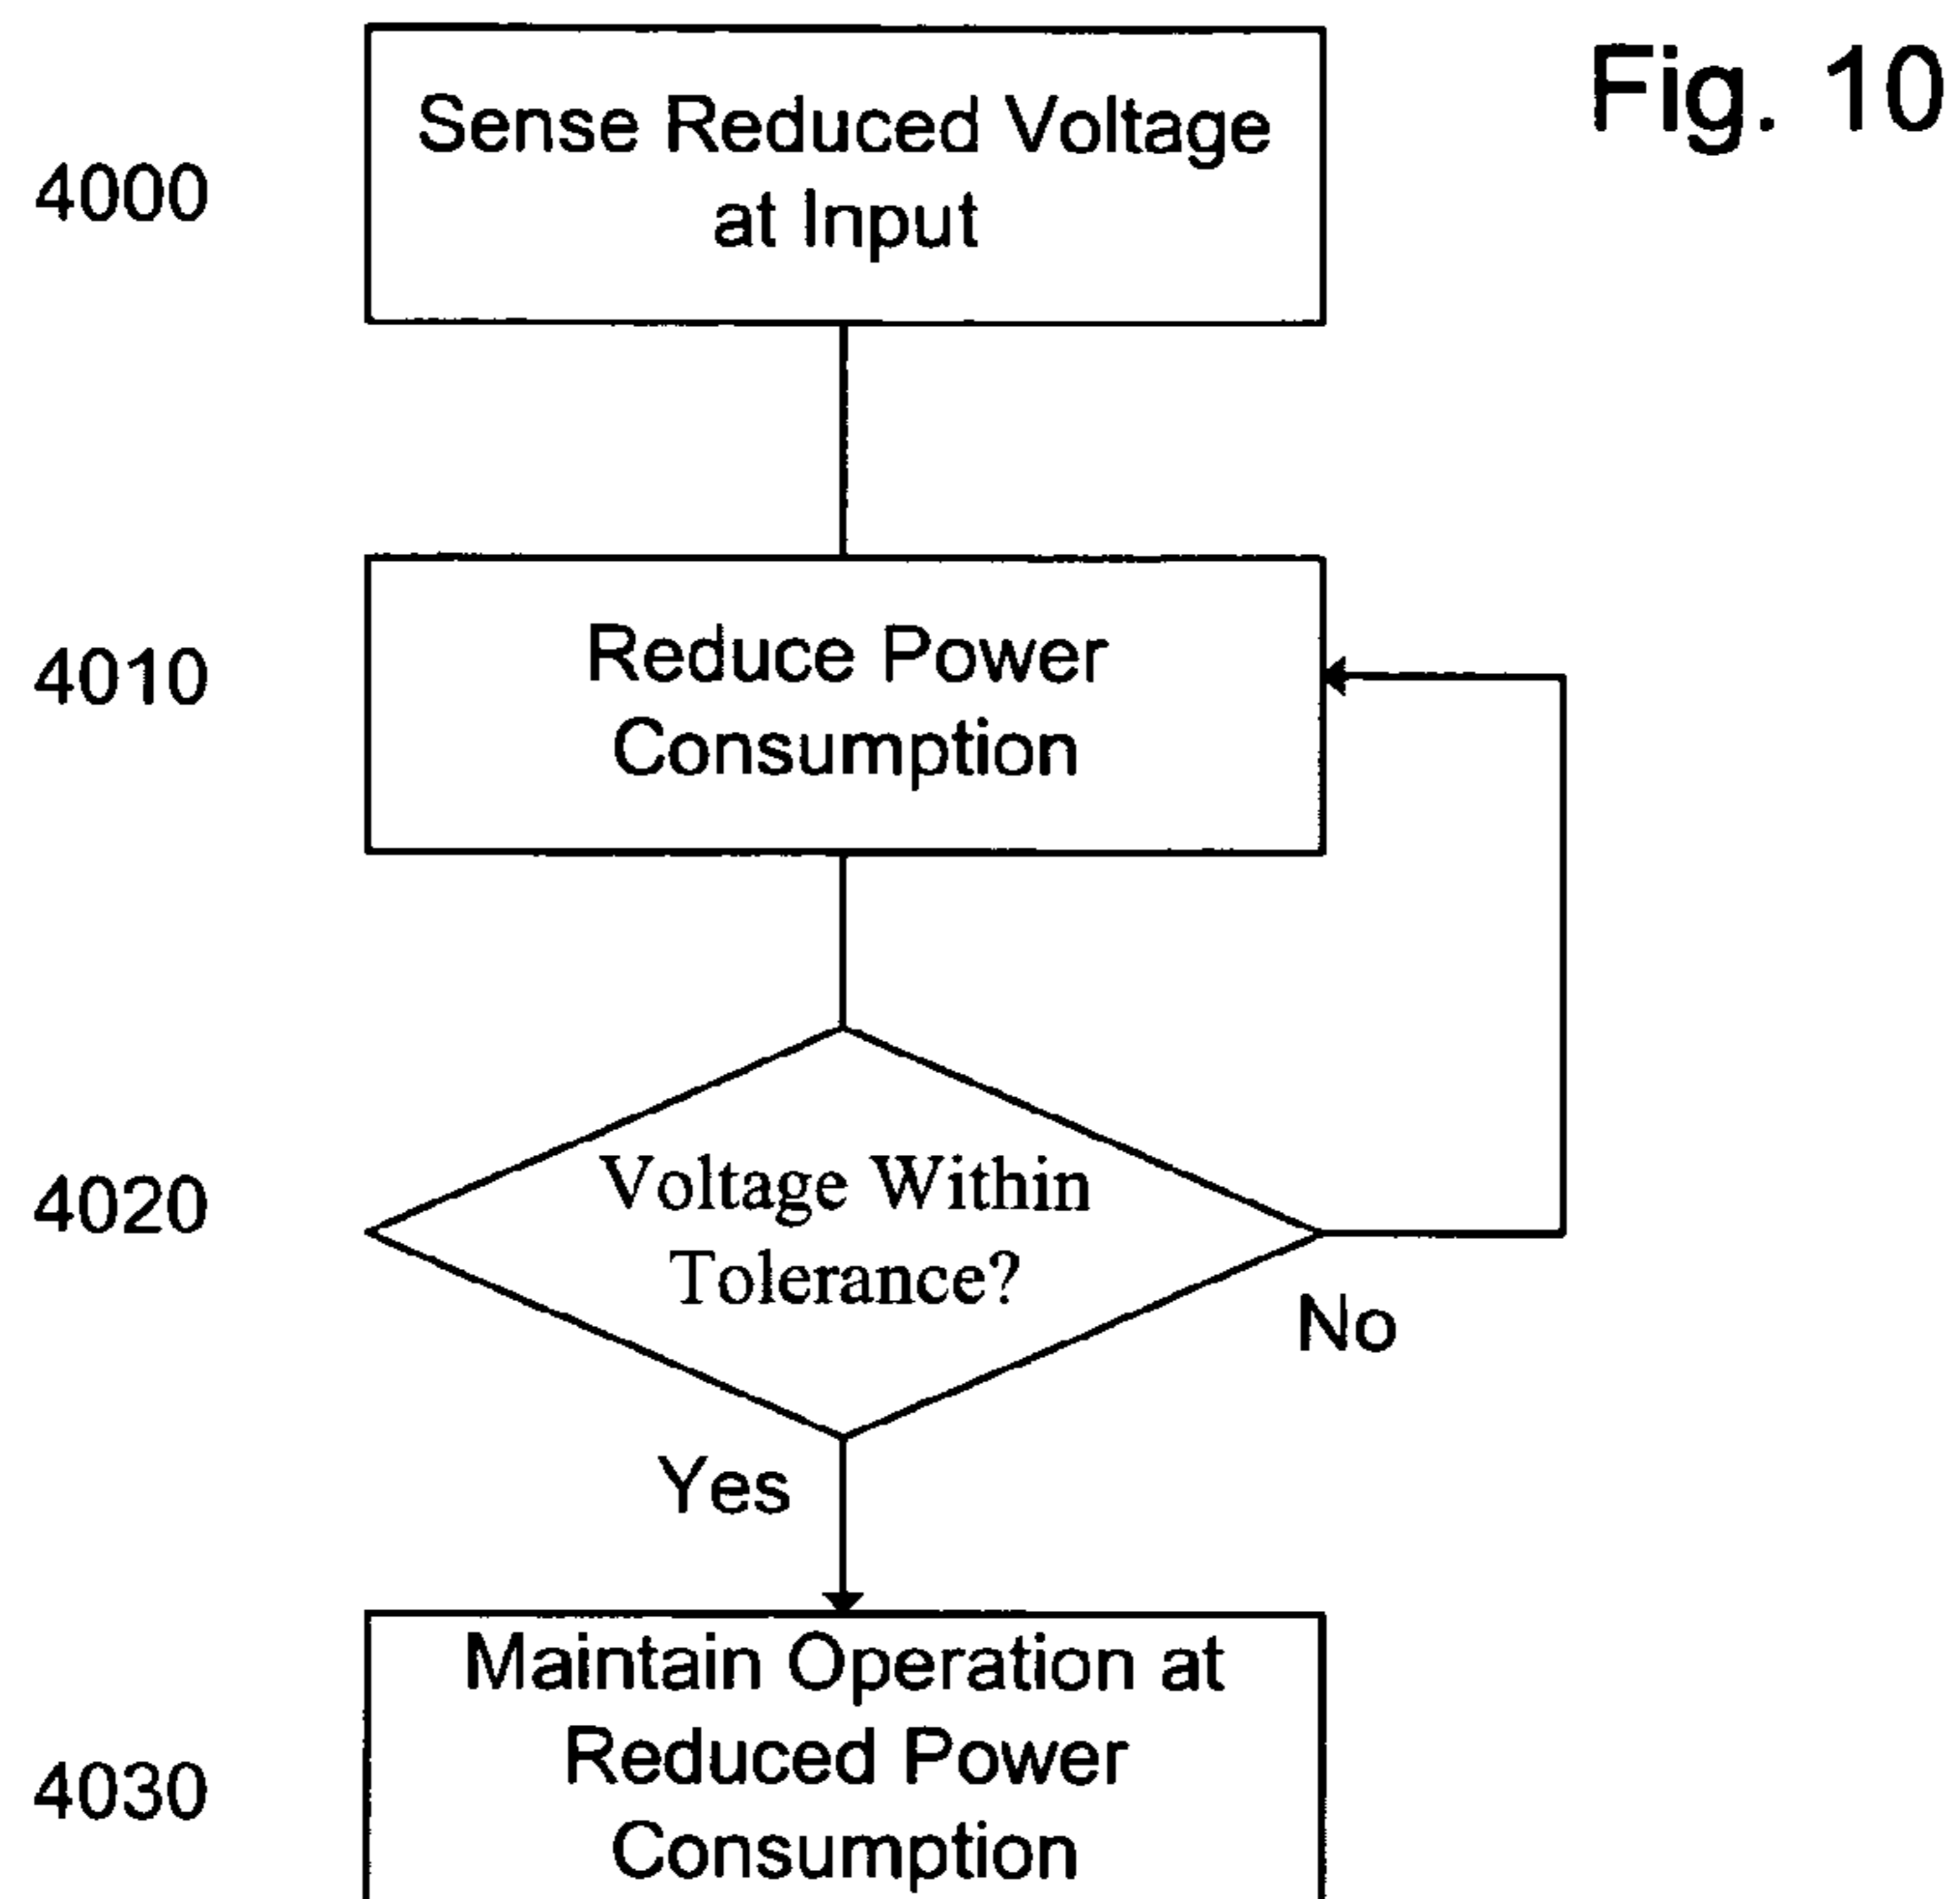 Fig. 10
4000
Sense Reduced Voltage
at Input
4010
Reduce Power
Consumption
4020
Voltage Within
Tolerance?
No
Yes
4030
Maintain Operation at
Reduced Power
Consumption